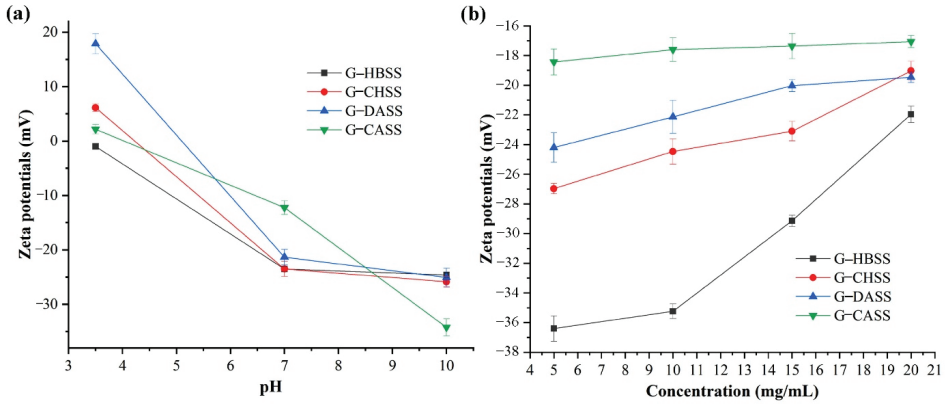 (a)
20
10
0
−10
−20
−30
Zeta potentials (mV)
3 4 5 6 7 8 9 10
pH
G−HBSS
G−CHSS
G−DASS
G−CASS
(b)
−16
−18
−20
−22
−24
−26
−28
−30
−32
−34
−36
−38
Zeta potentials (mV)
4 5 6 7 8 9 10 11 12 13 14 15 16 17 18 19 20 21
Concentration (mg/mL)
G−HBSS
G−CHSS
G−DASS
G−CASS